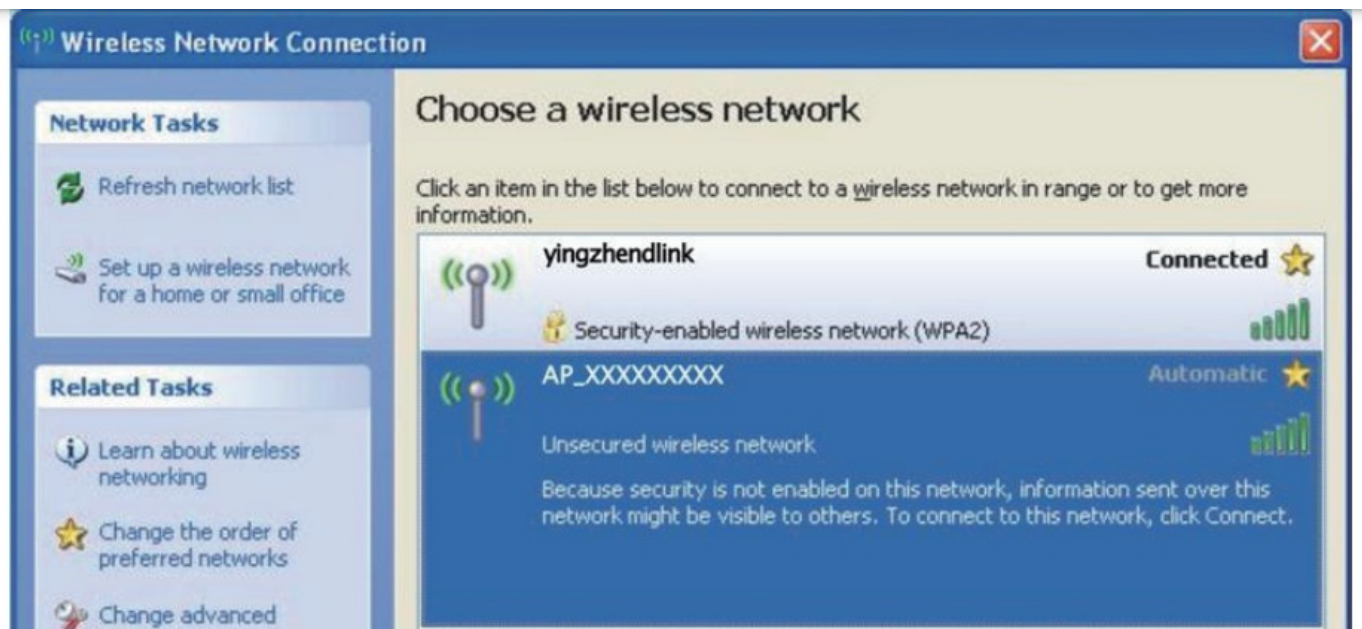 Wireless Network Connection
Network Tasks
Refresh network list
Set up a wireless network
for a home or small office
Related Tasks
Learn about wireless
networking
Change the order of
preferred networks
Change advanced
Choose a wireless network
Click an item in the list below to connect to a wireless network in range or to get more
information.
yingzhendlink
Connected
Security-enabled wireless network (WPA2)
AP_XXXXXXXXX
Automatic
Unsecured wireless network
Because security is not enabled on this network, information sent over this
network might be visible to others. To connect to this network, click Connect.